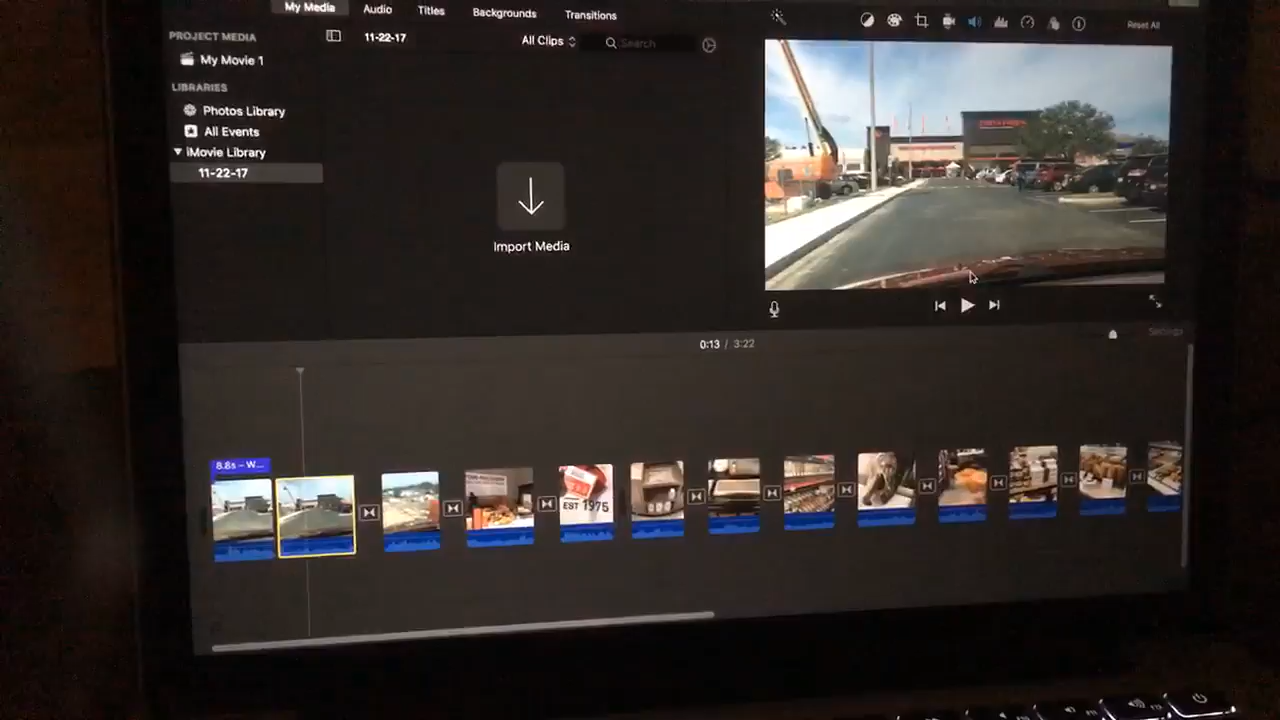 My Media Audio Titles Backgrounds Transitions
Reset All
PROJECT MEDIA
11-22-17
All Clips
Search
My Movie 1
LIBRARIES
Photos Library
All Events
iMovie Library
11-22-17
Import Media
0:13 / 3:22
Settings
8.8s – W...
EST 1975